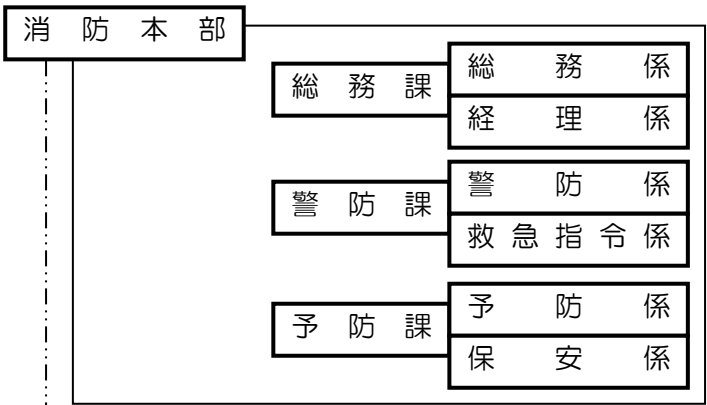 消防本部
総務課
総務係
経理係
警防課
警防係
救急指令係
予防課
予防係
保安係